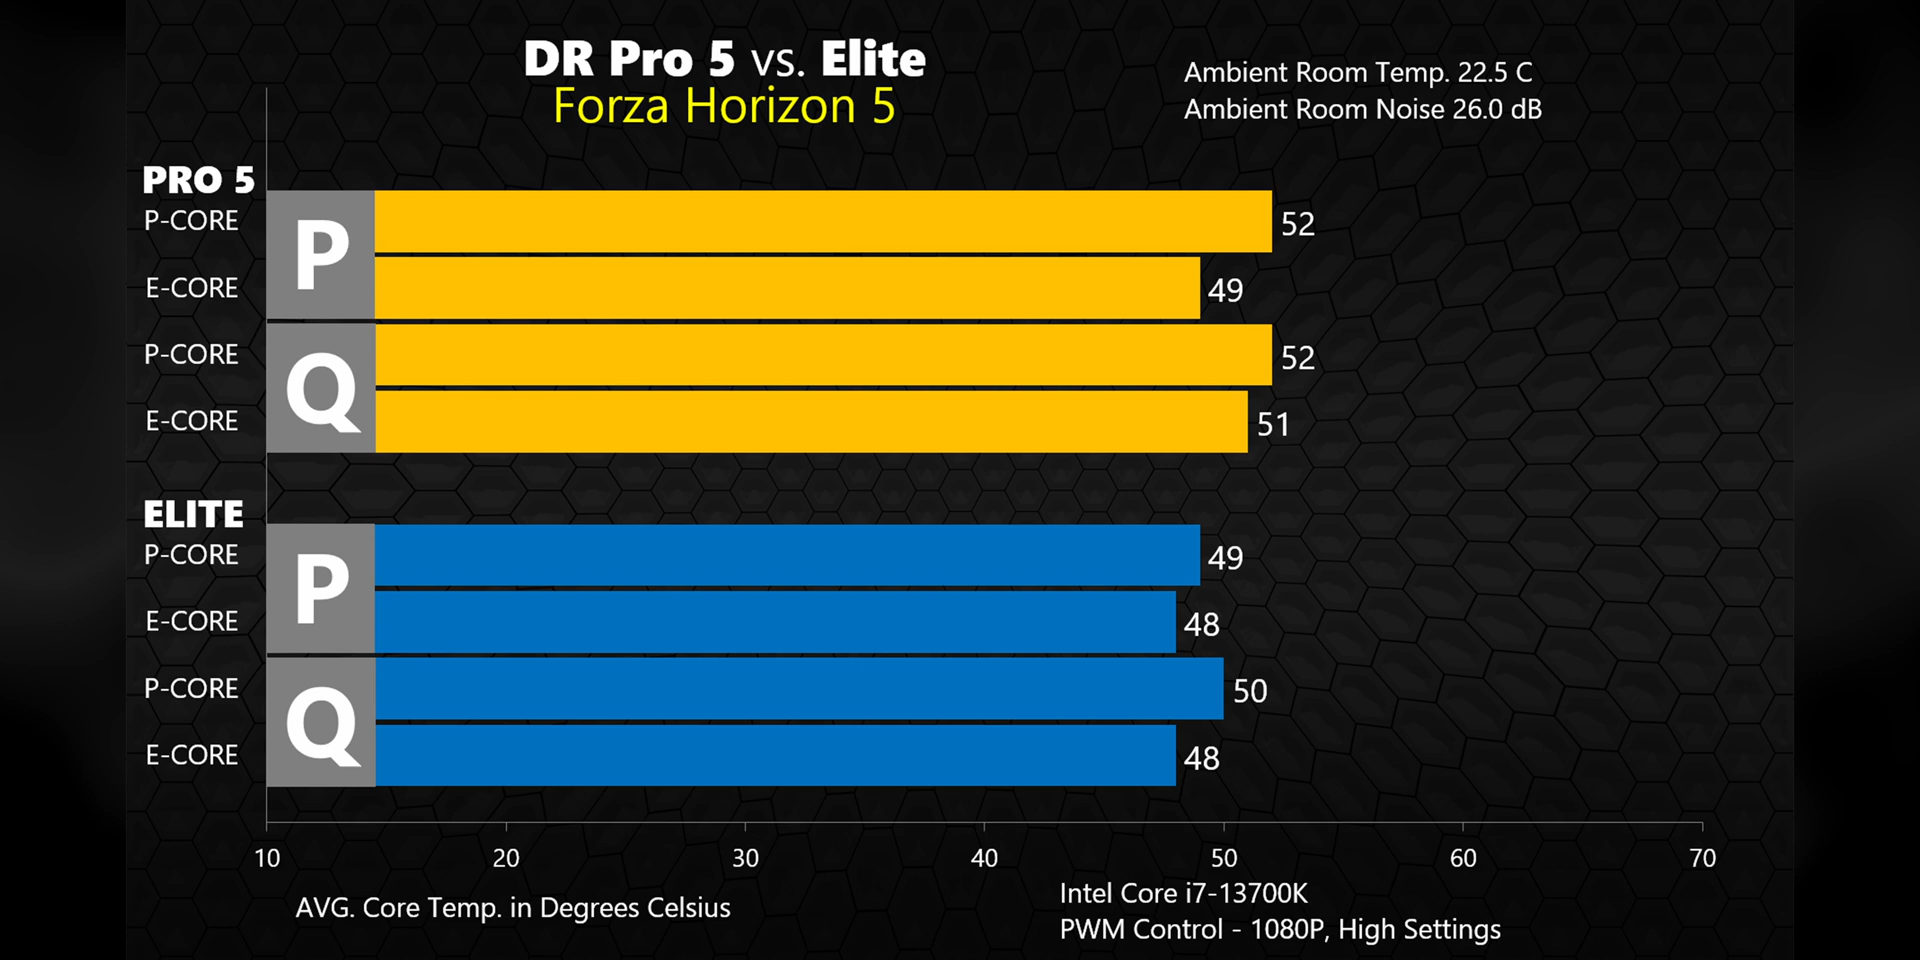 DR Pro 5 vs. Elite
Forza Horizon 5
Ambient Room Temp. 22.5 C
Ambient Room Noise 26.0 dB
PRO 5
P-CORE
P
52
E-CORE
49
P-CORE
Q
52
E-CORE
51
ELITE
P-CORE
P
49
E-CORE
48
P-CORE
Q
50
E-CORE
48
10 20 30 40 50 60 70
AVG. Core Temp. in Degrees Celsius
Intel Core i7-13700K
PWM Control - 1080P, High Settings